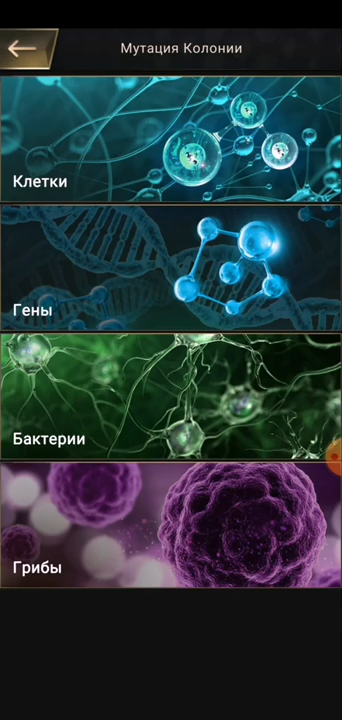 Мутация Колонии
Клетки
Гены
Бактерии
Грибы